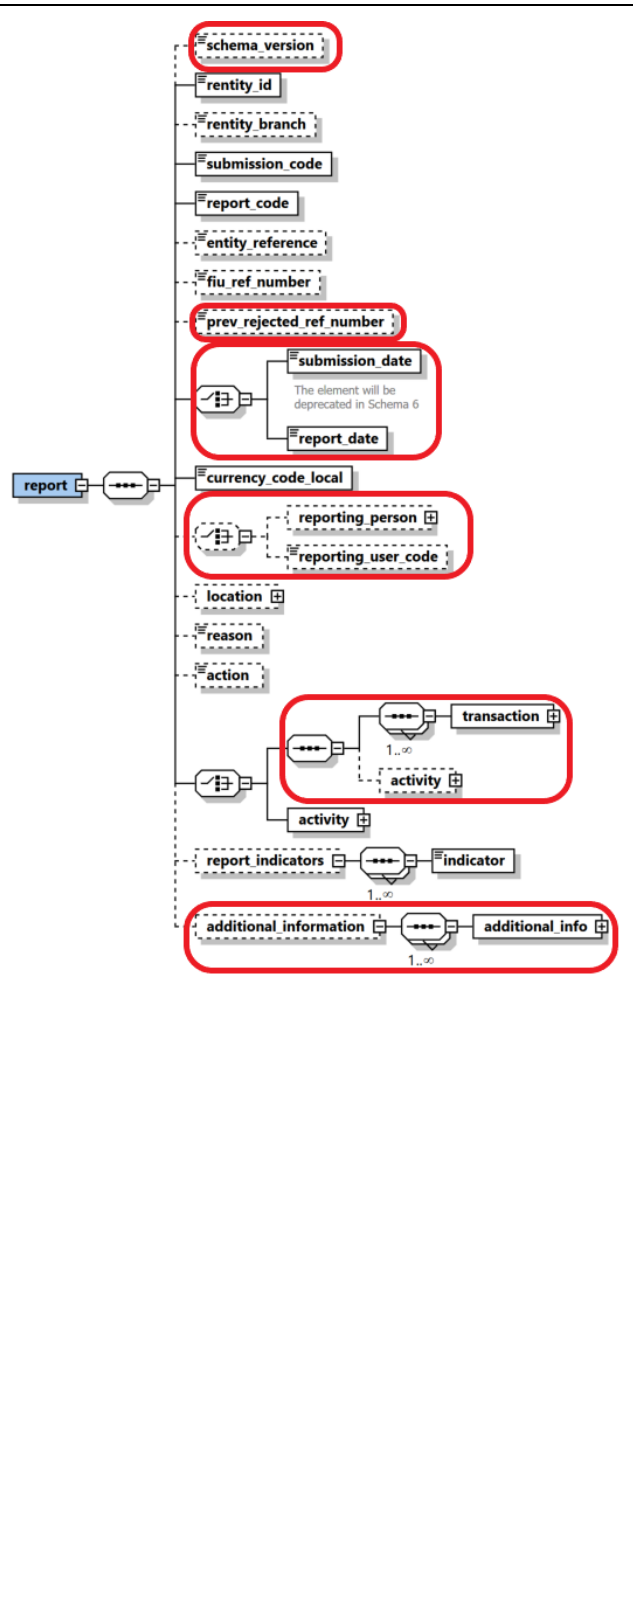 schema_version
rentity_id
rentity_branch
submission_code
report_code
entity_reference
fiu_ref_number
prev_rejected_ref_number
submission_date
The element will be
deprecated in Schema 6
report_date
currency_code_local
report
reporting_person
reporting_user_code
location
reason
action
transaction
1..∞
activity
activity
report_indicators
indicator
1..∞
additional_information
additional_info
1..∞